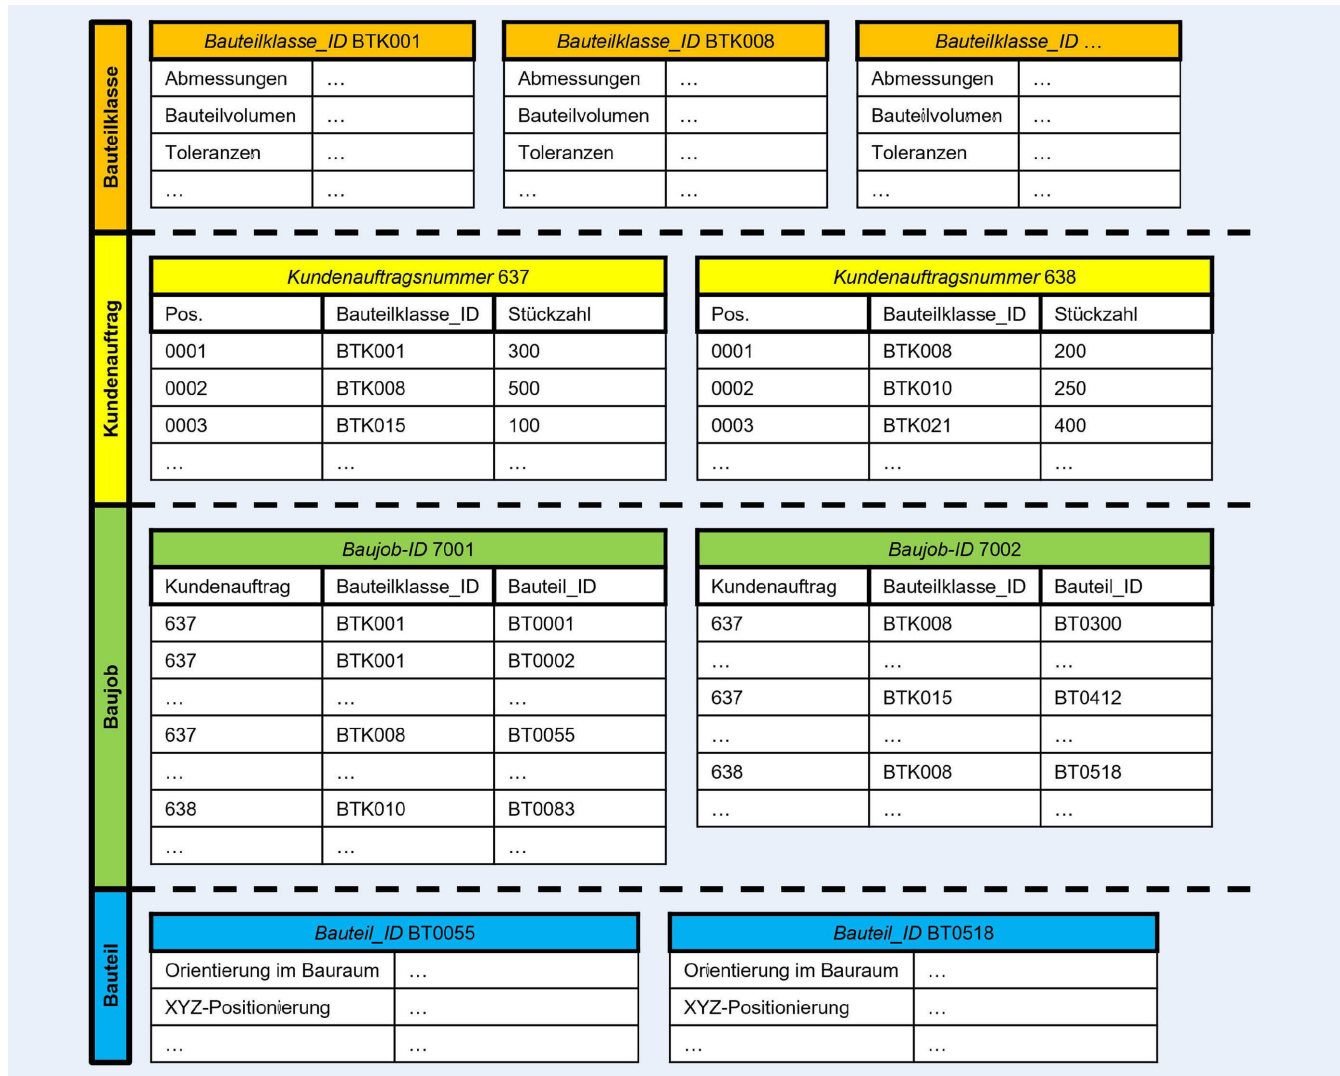 Bauteilklasse
Bauteilklasse_ID BTK001
Abmessungen ...
Bauteilvolumen ...
Toleranzen ...
... ...
Bauteilklasse_ID BTK008
Abmessungen ...
Bauteilvolumen ...
Toleranzen ...
... ...
Bauteilklasse_ID ...
Abmessungen ...
Bauteilvolumen ...
Toleranzen ...
... ...
Kundenauftrag
Kundenauftragsnummer 637
Pos. Bauteilklasse_ID Stückzahl
0001 BTK001 300
0002 BTK008 500
0003 BTK015 100
... ... ...
Kundenauftragsnummer 638
Pos. Bauteilklasse_ID Stückzahl
0001 BTK008 200
0002 BTK010 250
0003 BTK021 400
... ... ...
Baujob
Baujob-ID 7001
Kundenauftrag Bauteilklasse_ID Bauteil_ID
637 BTK001 BT0001
637 BTK001 BT0002
... ... ...
637 BTK008 BT0055
... ... ...
638 BTK010 BT0083
... ... ...
Baujob-ID 7002
Kundenauftrag Bauteilklasse_ID Bauteil_ID
637 BTK008 BT0300
... ... ...
637 BTK015 BT0412
... ... ...
638 BTK008 BT0518
... ... ...
Bauteil
Bauteil_ID BT0055
Orientierung im Bauraum ...
XYZ-Positionierung ...
... ...
Bauteil_ID BT0518
Orientierung im Bauraum ...
XYZ-Positionierung ...
... ...